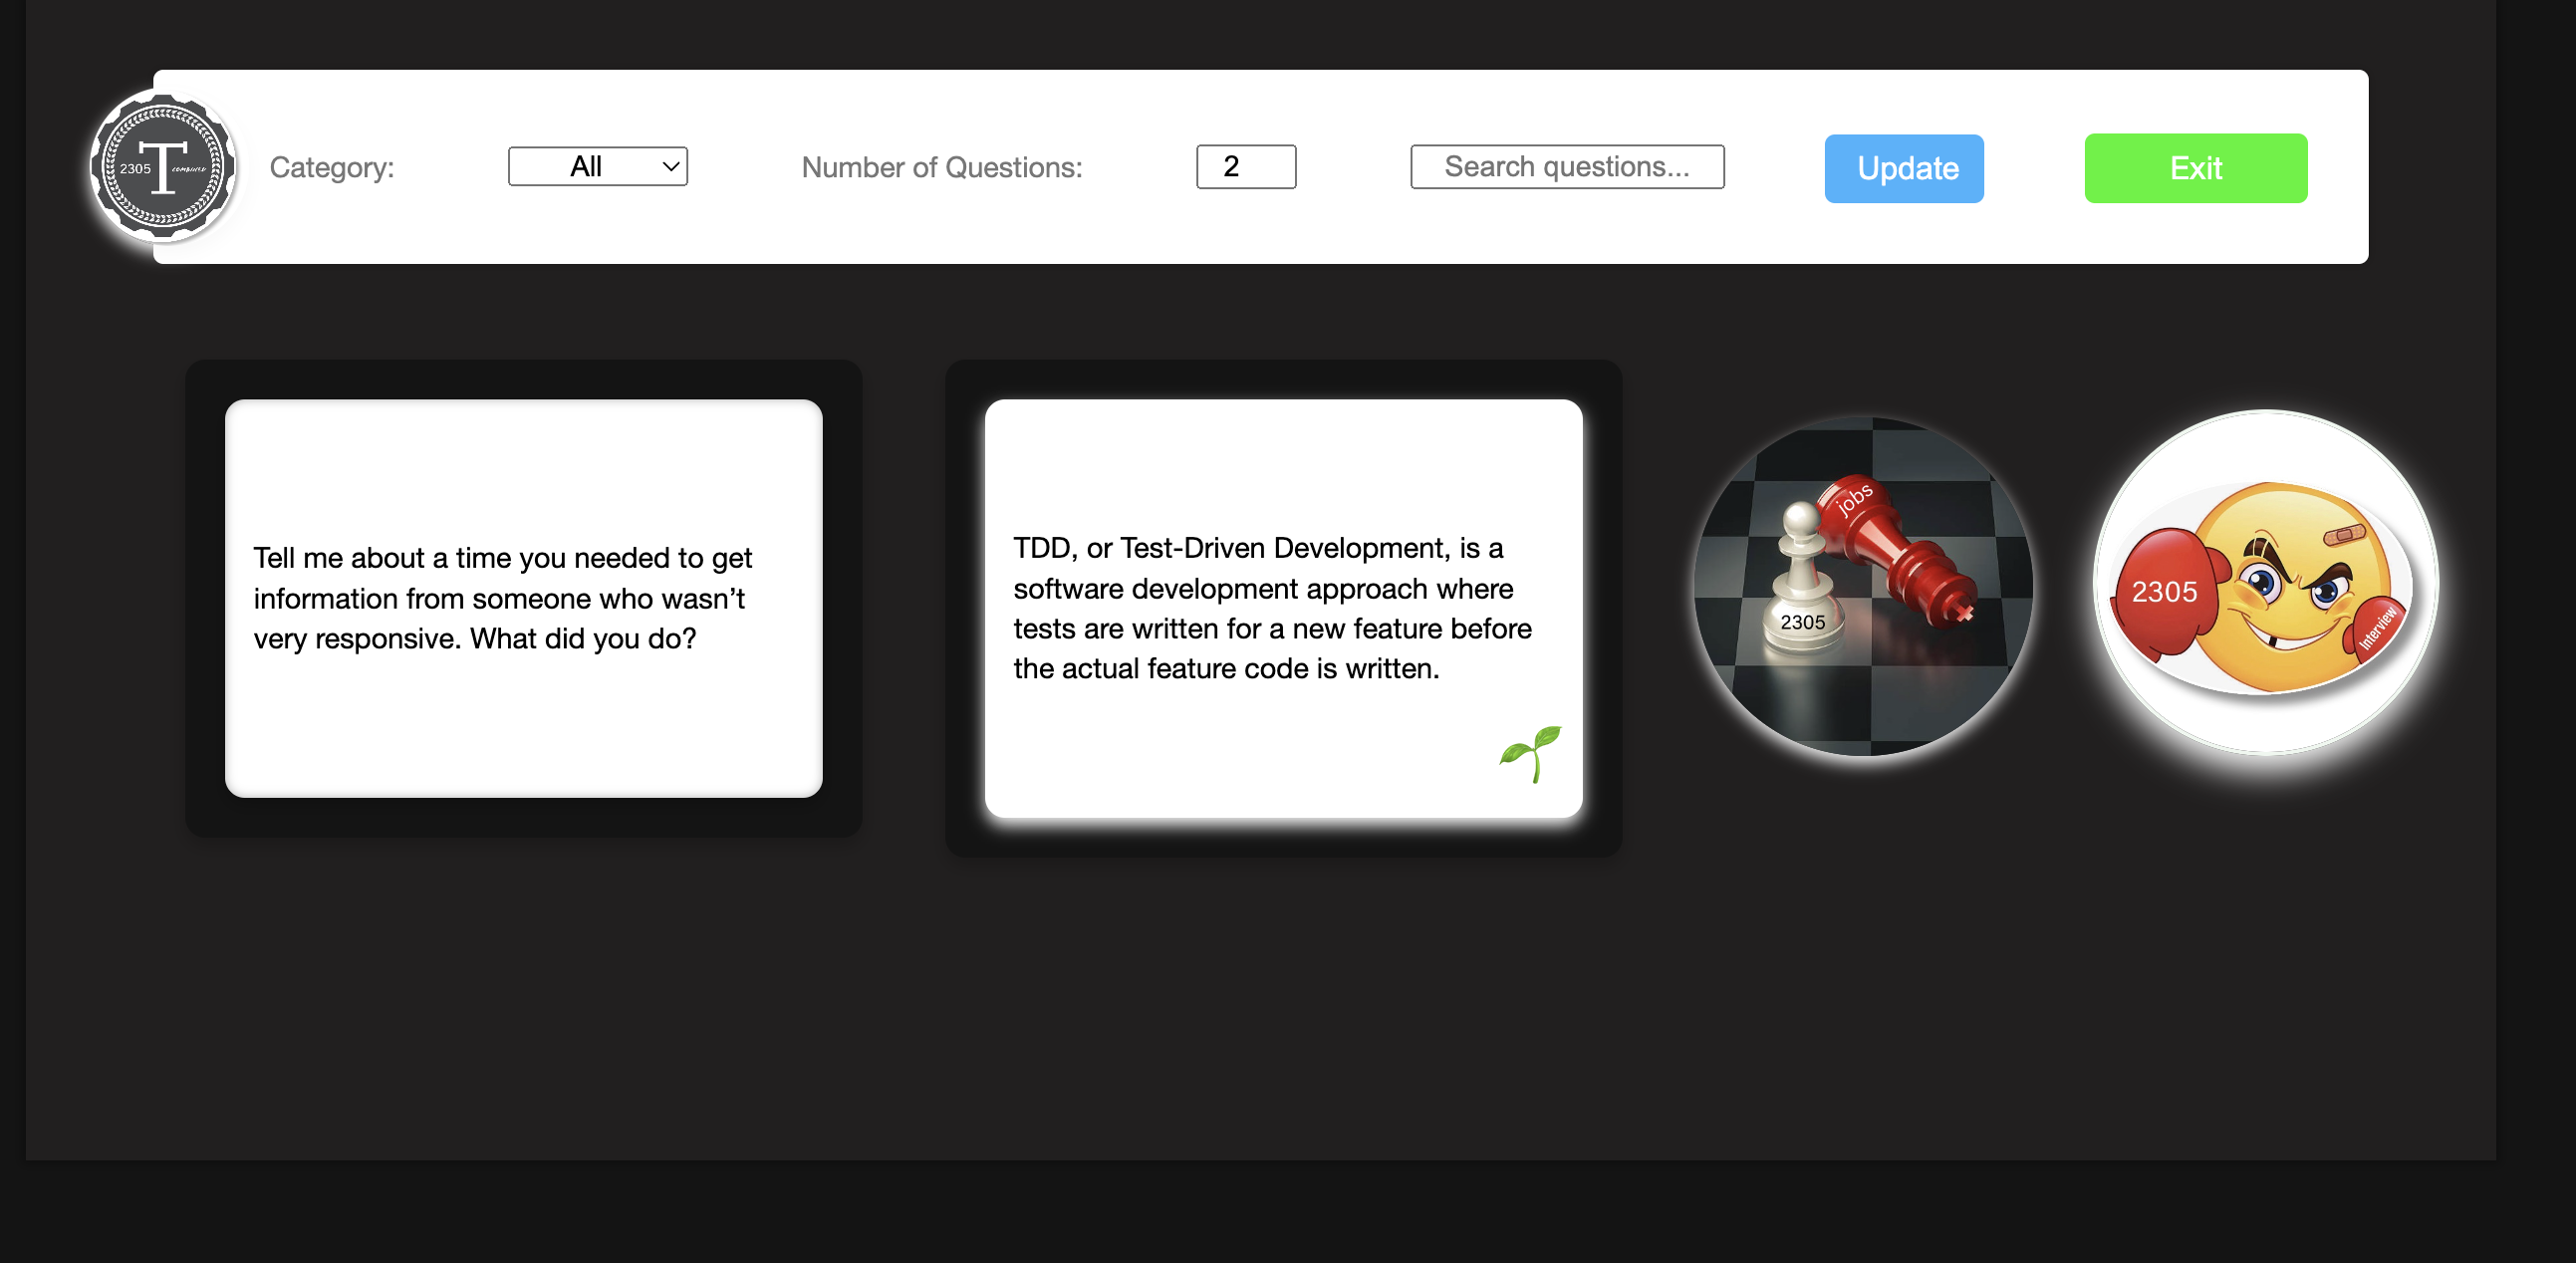 2305 T combined
Category:
All
Number of Questions:
2
Search questions...
Update
Exit
Tell me about a time you needed to get
information from someone who wasn’t
very responsive. What did you do?
TDD, or Test-Driven Development, is a
software development approach where
tests are written for a new feature before
the actual feature code is written.
jobs
2305
2305
Interview